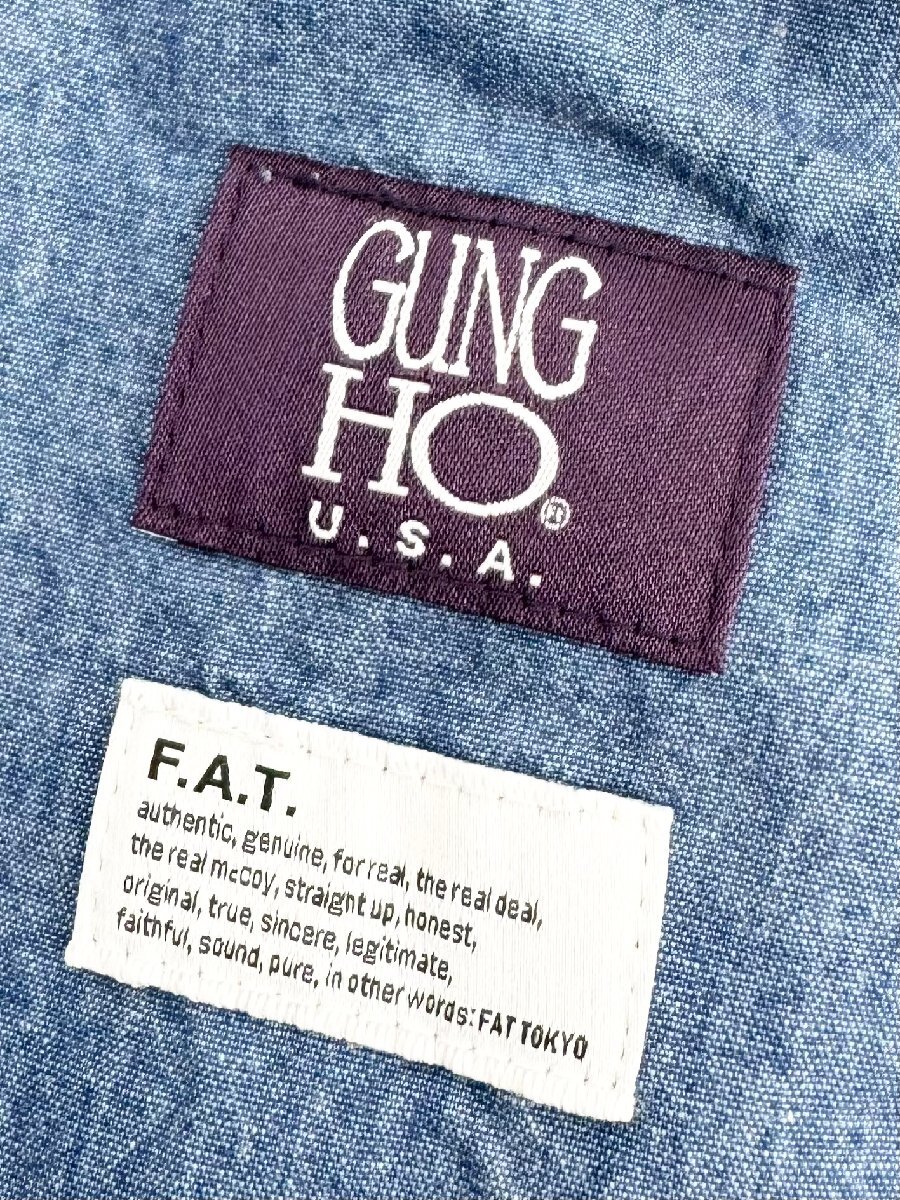 GUNG
HO®
U.S.A.
F.A.T.
authentic, genuine, for real, the real deal,
the real mccoy, straight up, honest,
original, true, sincere, legitimate,
faithful, sound, pure, in other words: FAT TOKYO